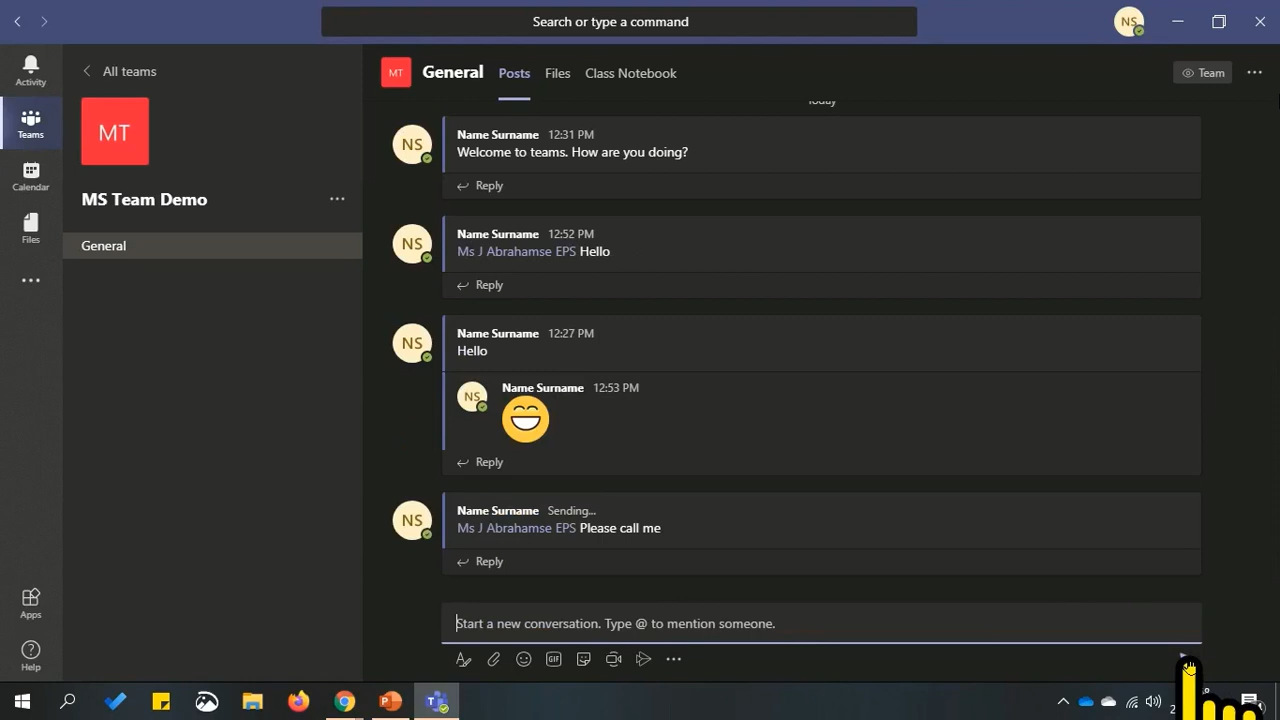 Search or type a command
NS
Activity
Teams
Calendar
Files
Apps
Help
All teams
MT
MS Team Demo
General
MT
General
Posts
Files
Class Notebook
Team
Today
NS
Name Surname 12:31 PM
Welcome to teams. How are you doing?
Reply
NS
Name Surname 12:52 PM
Ms J Abrahamse EPS Hello
Reply
NS
Name Surname 12:27 PM
Hello
NS
Name Surname 12:53 PM
Reply
NS
Name Surname Sending...
Ms J Abrahamse EPS Please call me
Reply
Start a new conversation. Type @ to mention someone.
GIF